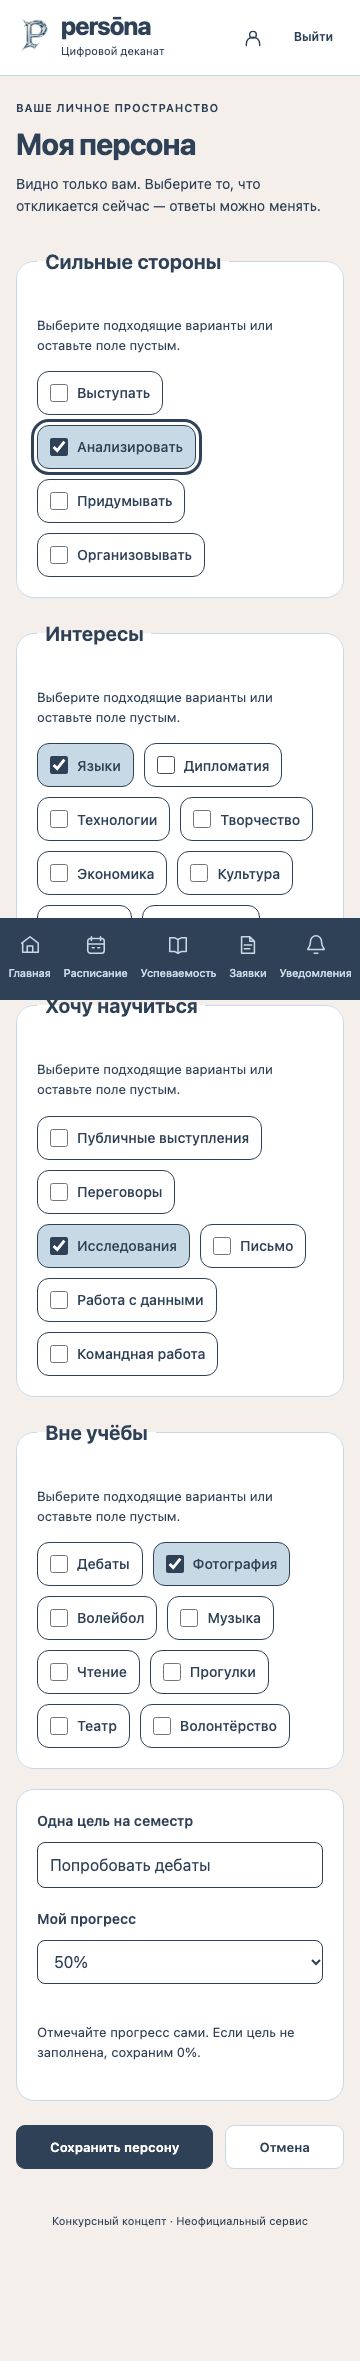 persōna
Цифровой деканат
Выйти
ВАШЕ ЛИЧНОЕ ПРОСТРАНСТВО
Моя персона
Видно только вам. Выберите то, что
откликается сейчас — ответы можно менять.
Сильные стороны
Выберите подходящие варианты или
оставьте поле пустым.
Выступать
Анализировать
Придумывать
Организовывать
Интересы
Выберите подходящие варианты или
оставьте поле пустым.
Языки Дипломатия
Технологии Творчество
Экономика Культура
Главная Расписание Успеваемость Заявки Уведомления
Хочу научиться
Выберите подходящие варианты или
оставьте поле пустым.
Публичные выступления
Переговоры
Исследования Письмо
Работа с данными
Командная работа
Вне учёбы
Выберите подходящие варианты или
оставьте поле пустым.
Дебаты Фотография
Волейбол Музыка
Чтение Прогулки
Театр Волонтёрство
Одна цель на семестр
Попробовать дебаты
Мой прогресс
50%
Отмечайте прогресс сами. Если цель не
заполнена, сохраним 0%.
Сохранить персону Отмена
Конкурсный концепт · Неофициальный сервис